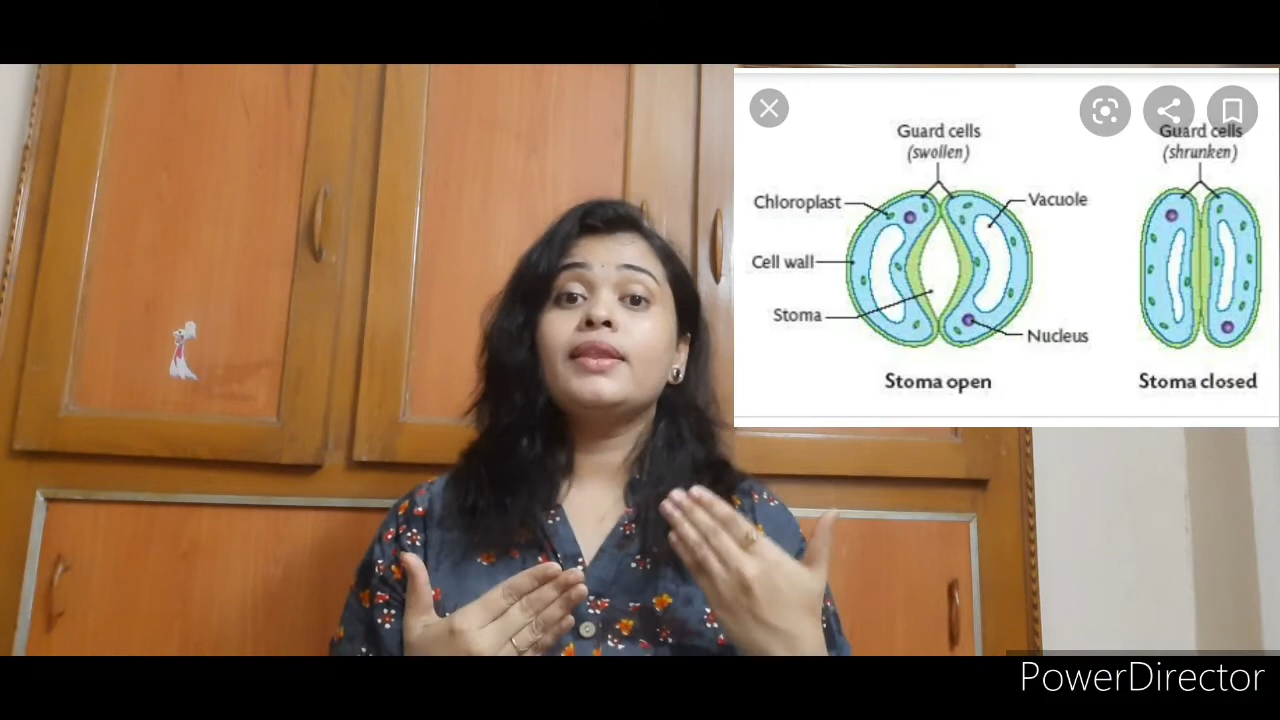 Guard cells
(swollen)
Guard cells
(shrunken)
Chloroplast
Vacuole
Cell wall
Stoma
Nucleus
Stoma open
Stoma closed
PowerDirector